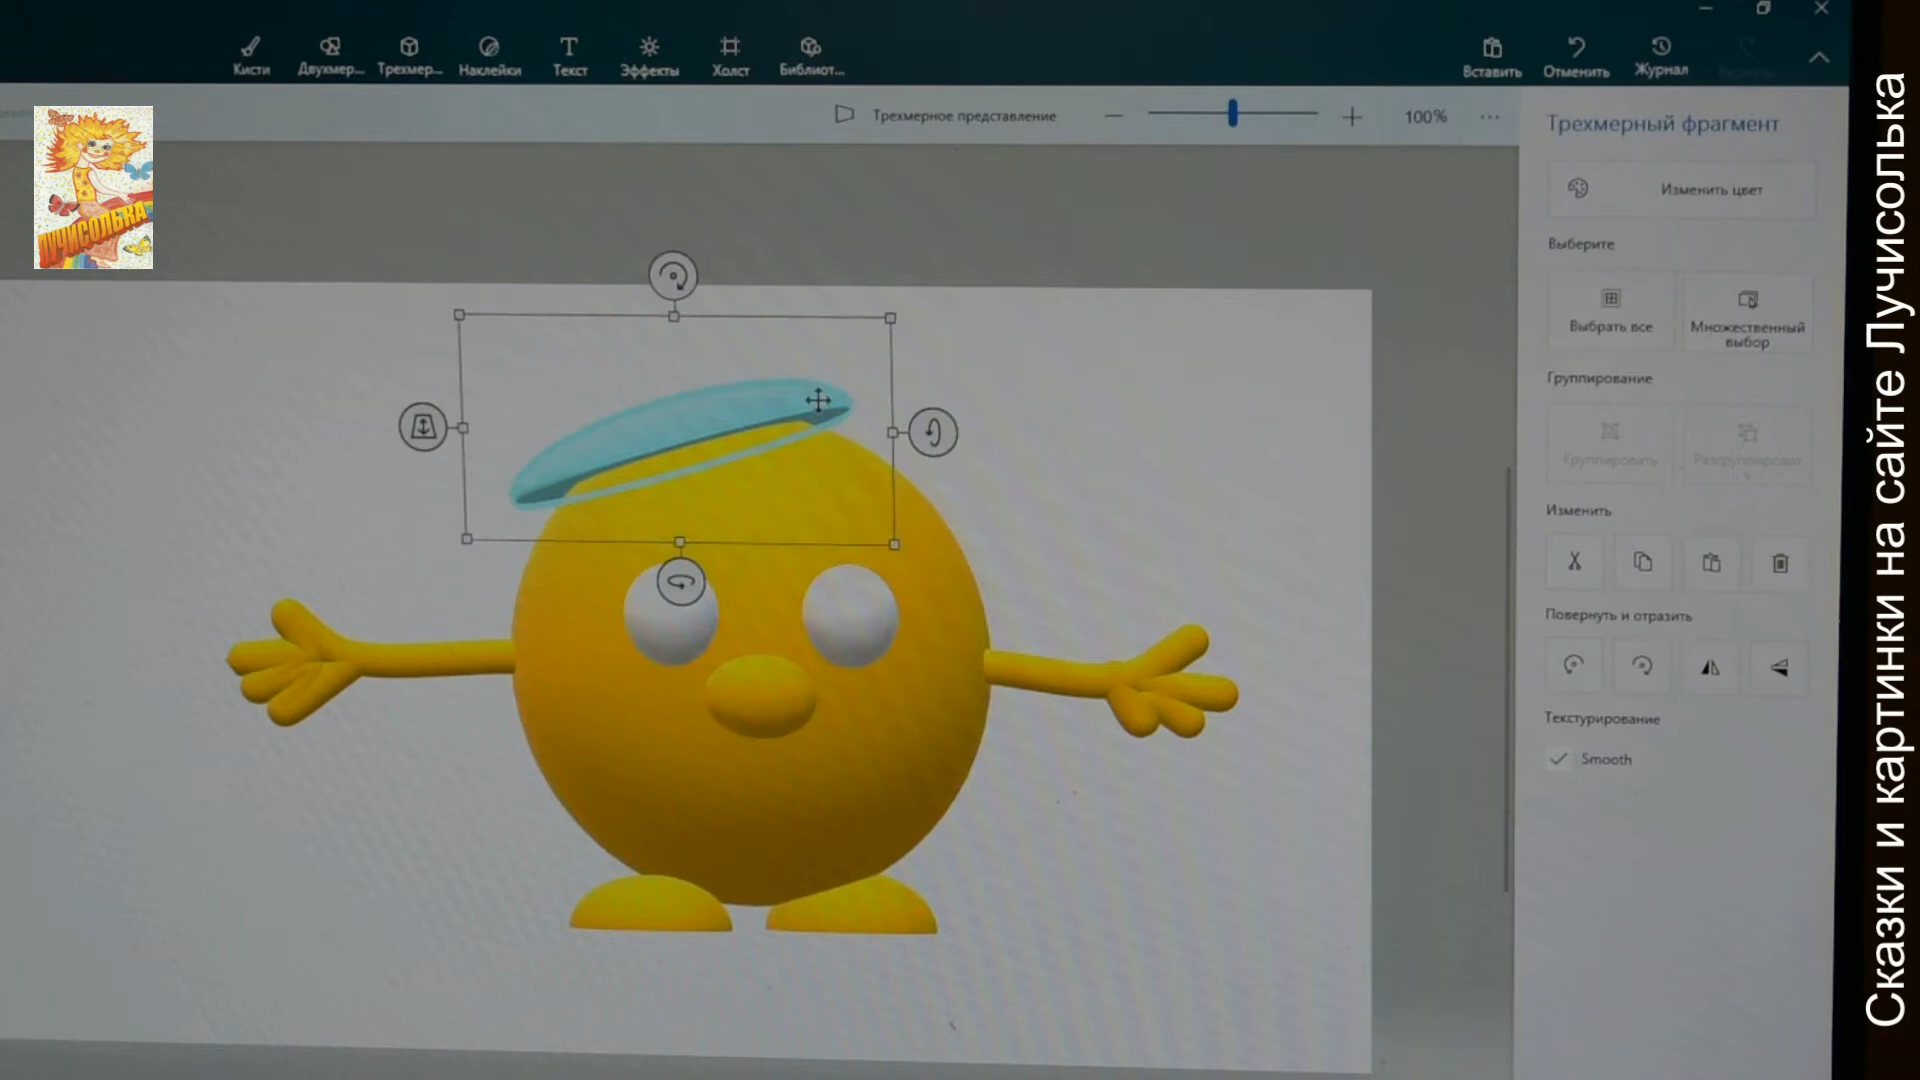 Кисти
Двухмер...
Трехмер...
Наклейки
Текст
Эффекты
Холст
Библиот...
Вставить
Отменить
Журнал
Трехмерное представление
100%
...
Трехмерный фрагмент
Изменить цвет
Выберите
Выбрать все
Множественный
выбор
Группирование
Группировать
Изменить
Повернуть и отразить
Текстурирование
Smooth
ЛУЧИСОЛЬКА
Сказки и картинки на сайте Лучисолька